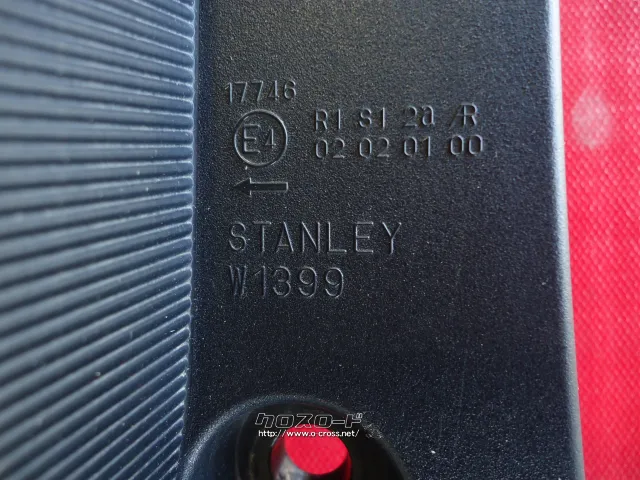 17746
E4 R1 S1 2a /R
02 02 01 00
←
STANLEY
W1399
クロスロード
http://www.o-cross.net/